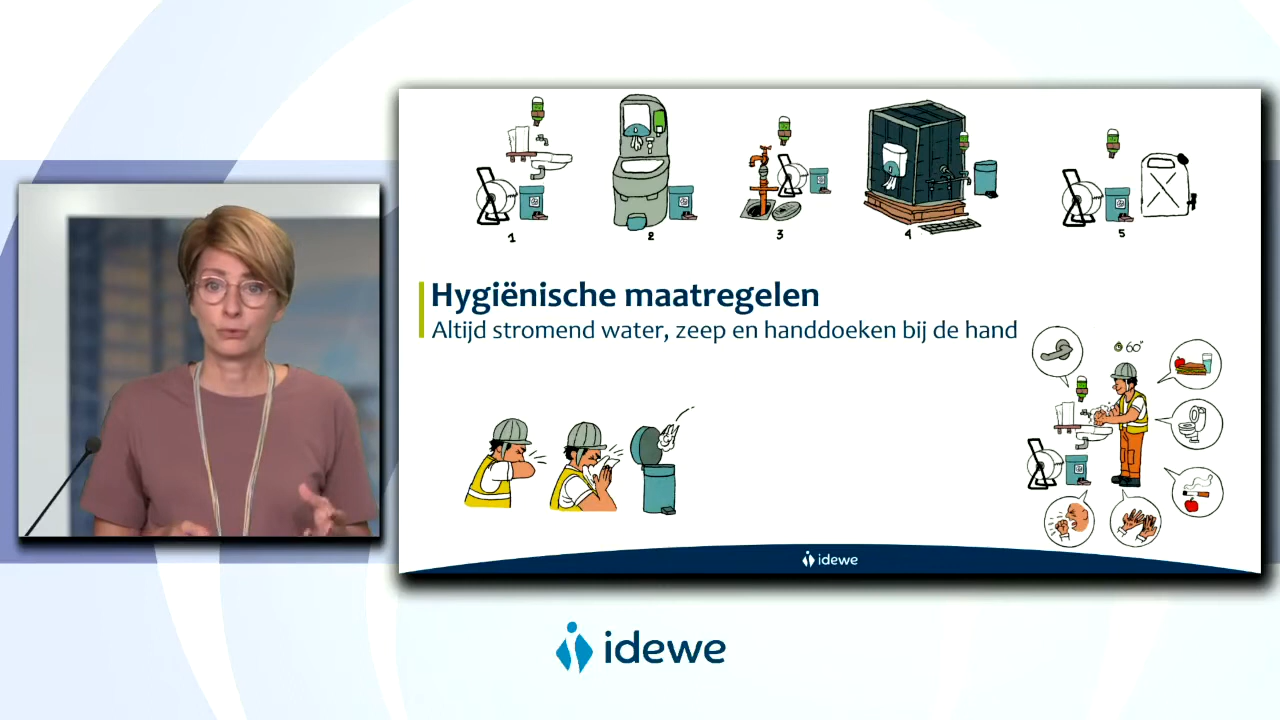 1
2
3
4
5
Hygiënische maatregelen
Altijd stromend water, zeep en handdoeken bij de hand
60"
idewe
idewe